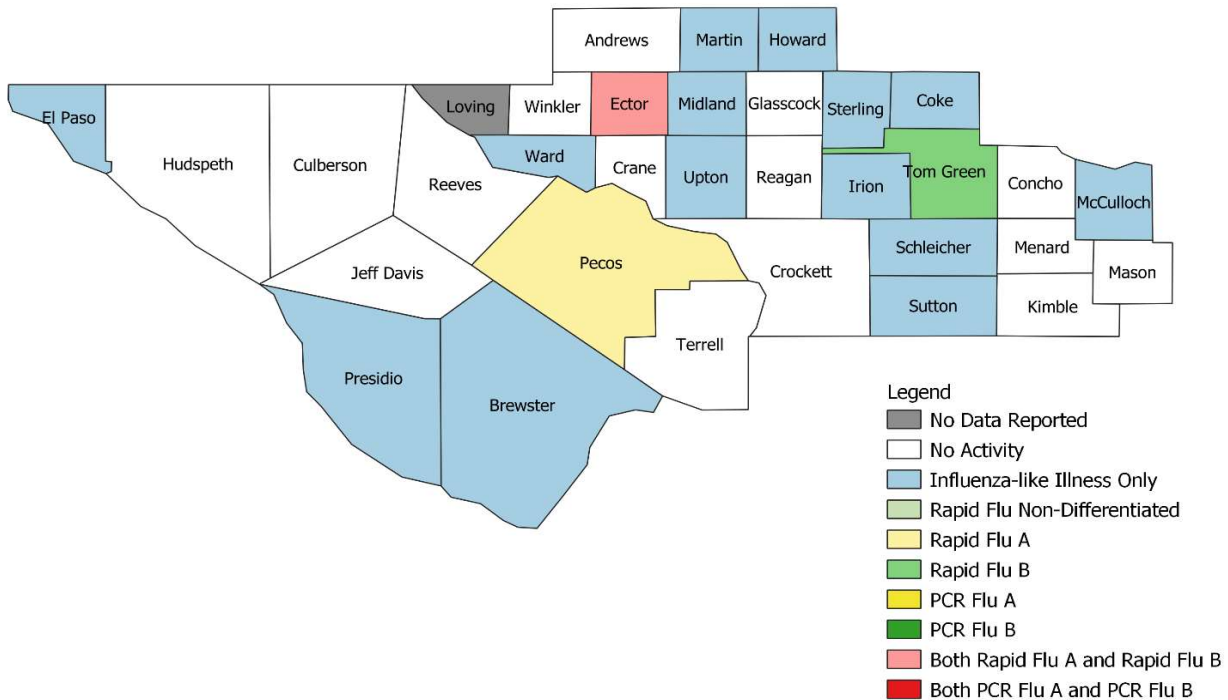 Andrews
Martin
Howard
El Paso
Hudspeth
Culberson
Loving
Winkler
Ector
Midland
Glasscock
Sterling
Coke
Reeves
Ward
Crane
Upton
Reagan
Irion
Tom Green
Concho
McCulloch
Jeff Davis
Pecos
Crockett
Schleicher
Menard
Mason
Sutton
Kimble
Terrell
Presidio
Brewster
Legend
No Data Reported
No Activity
Influenza-like Illness Only
Rapid Flu Non-Differentiated
Rapid Flu A
Rapid Flu B
PCR Flu A
PCR Flu B
Both Rapid Flu A and Rapid Flu B
Both PCR Flu A and PCR Flu B